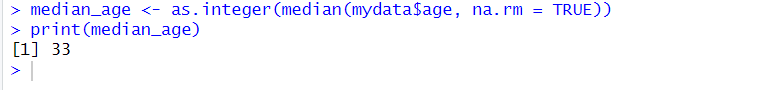 > median_age <- as.integer(median(mydata$age, na.rm = TRUE))
> print(median_age)
[1] 33
>